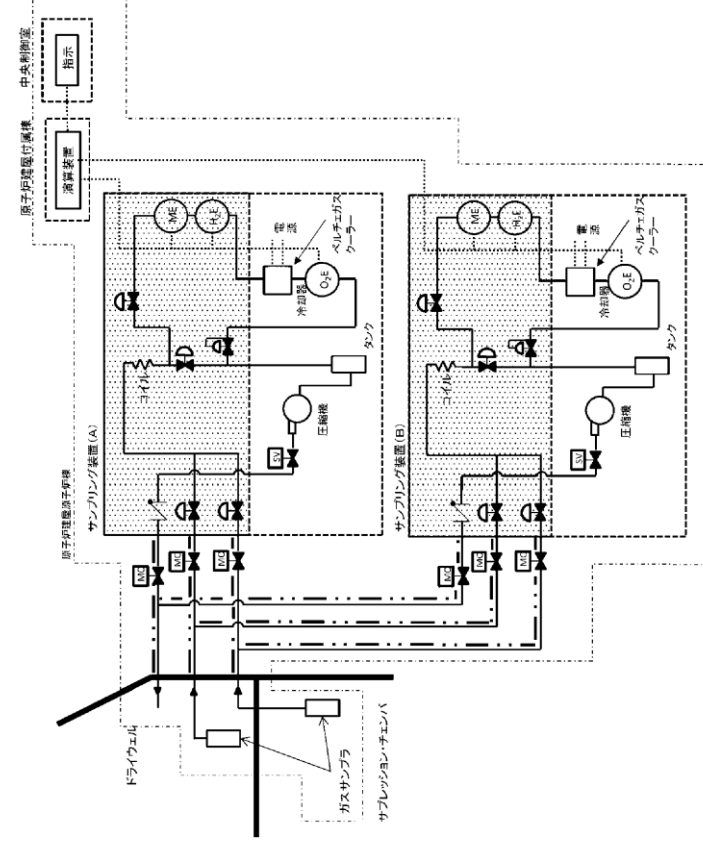 中央制御室
指示
原子炉建屋付属棟
演算装置
原子炉建屋原子炉棟
サンプリング装置(A)
ME
H₂E
電源
ペルチェガス
クーラー
冷却器
O₂E
コイル
タンク
圧縮機
SV
MO
MO
MO
サンプリング装置(B)
ME
H₂E
電源
ペルチェガス
クーラー
冷却器
O₂E
コイル
タンク
圧縮機
SV
MO
MO
MO
ドライウェル
ガスサンプラ
サプレッション・チェンバ